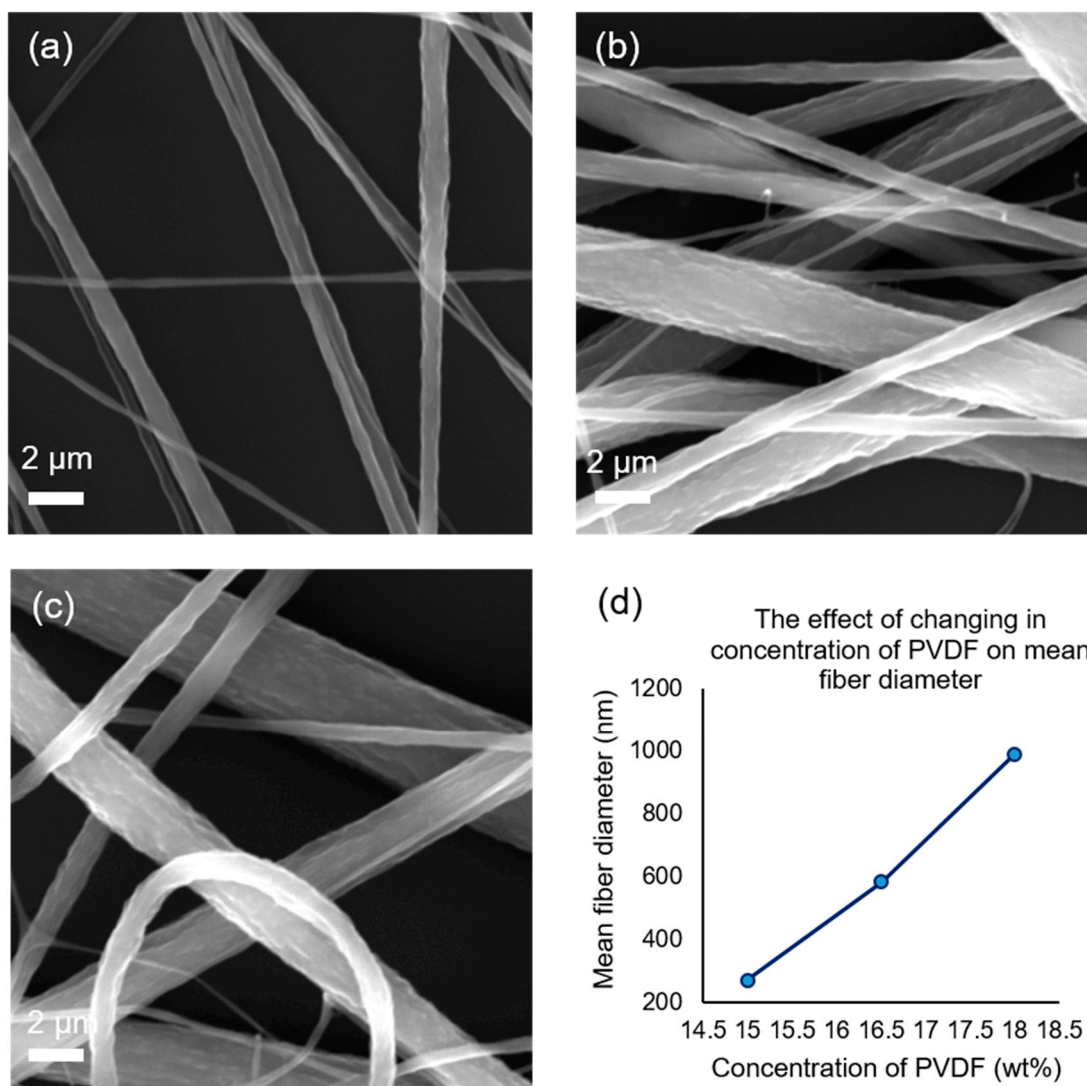 (a)
2 µm
(b)
2 µm
(c)
2 µm
(d)
The effect of changing in
concentration of PVDF on mean
fiber diameter
Mean fiber diameter (nm)
1200
1000
800
600
400
200
14.5 15 15.5 16 16.5 17 17.5 18 18.5
Concentration of PVDF (wt%)